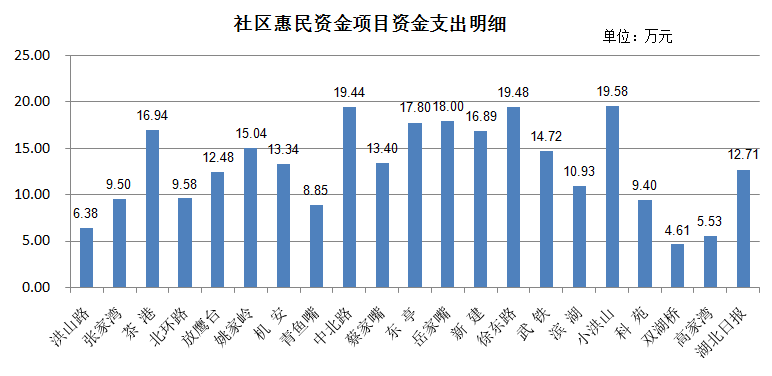 社区惠民资金项目资金支出明细
单位：万元
25.00
20.00
15.00
10.00
5.00
0.00
6.38
9.50
16.94
9.58
12.48
15.04
13.34
8.85
19.44
13.40
17.80
18.00
16.89
19.48
14.72
10.93
19.58
9.40
4.61
5.53
12.71
洪山路
张家湾
茶 港
北环路
放鹰台
姚家岭
机 安
青鱼嘴
中北路
蔡家嘴
东 亭
岳家嘴
新 建
徐东路
武 铁
滨 湖
小洪山
科 苑
双湖桥
高家湾
湖北日报